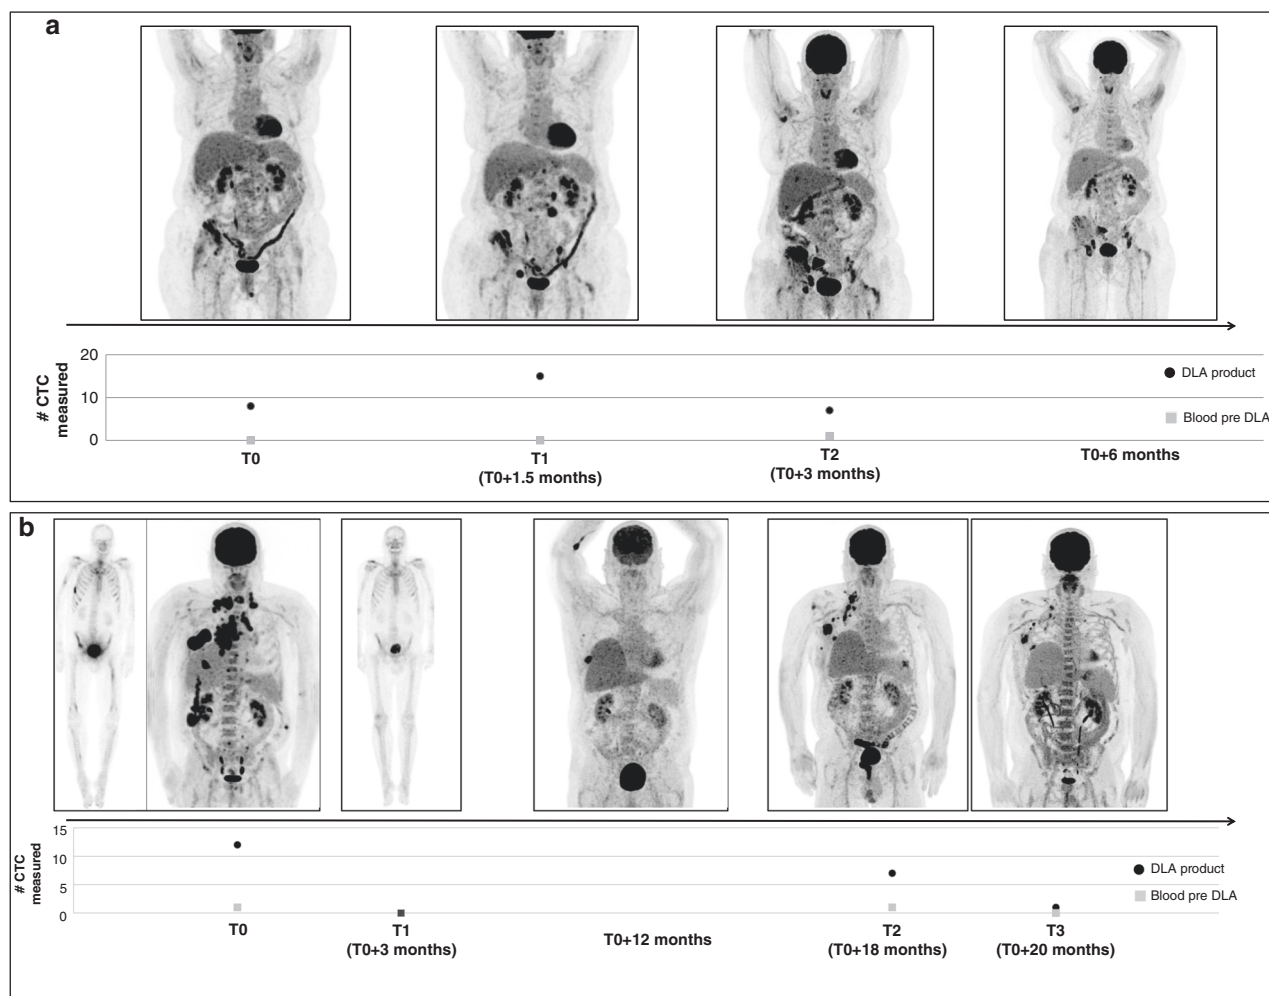 a
# CTC
measured
20
10
0
DLA product
Blood pre DLA
T0
T1
(T0+1.5 months)
T2
(T0+3 months)
T0+6 months
b
# CTC
measured
15
10
5
0
DLA product
Blood pre DLA
T0
T1
(T0+3 months)
T0+12 months
T2
(T0+18 months)
T3
(T0+20 months)